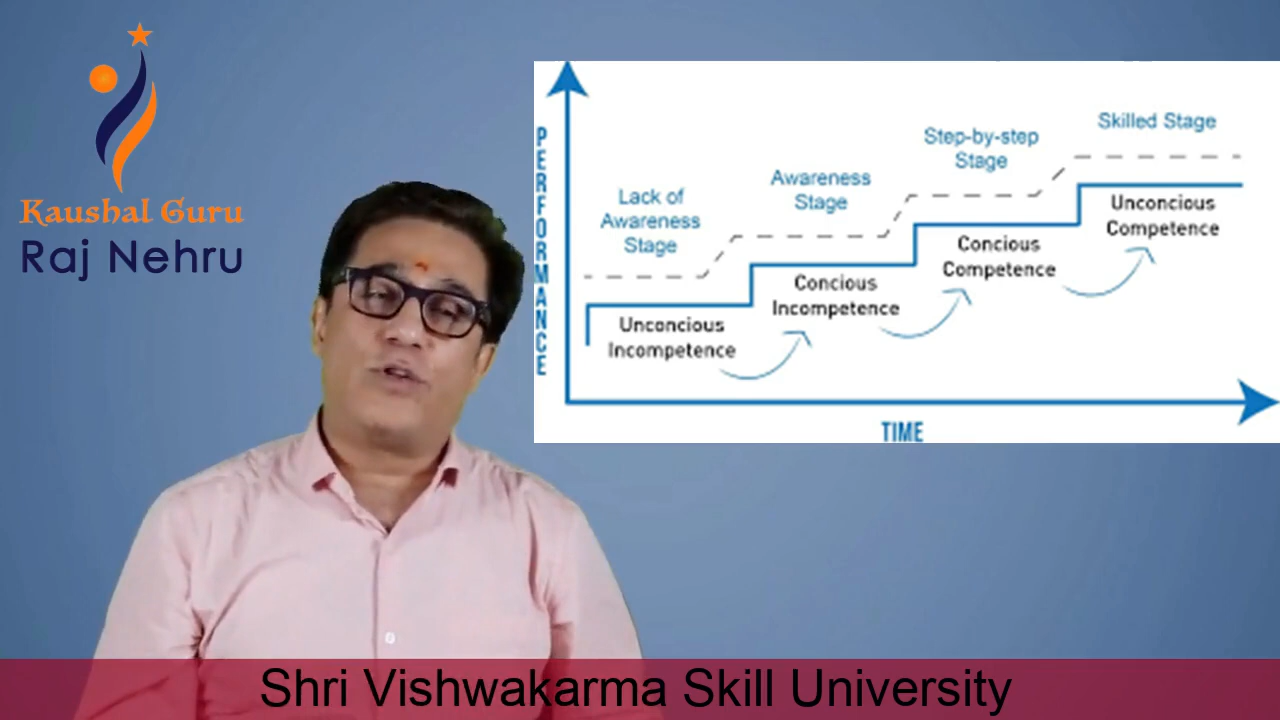 Kaushal Guru
Raj Nehru
PERFORMANCE
Lack of
Awareness
Stage
Awareness
Stage
Step-by-step
Stage
Skilled Stage
Unconcious
Incompetence
Concious
Incompetence
Concious
Competence
Unconcious
Competence
TIME
Shri Vishwakarma Skill University